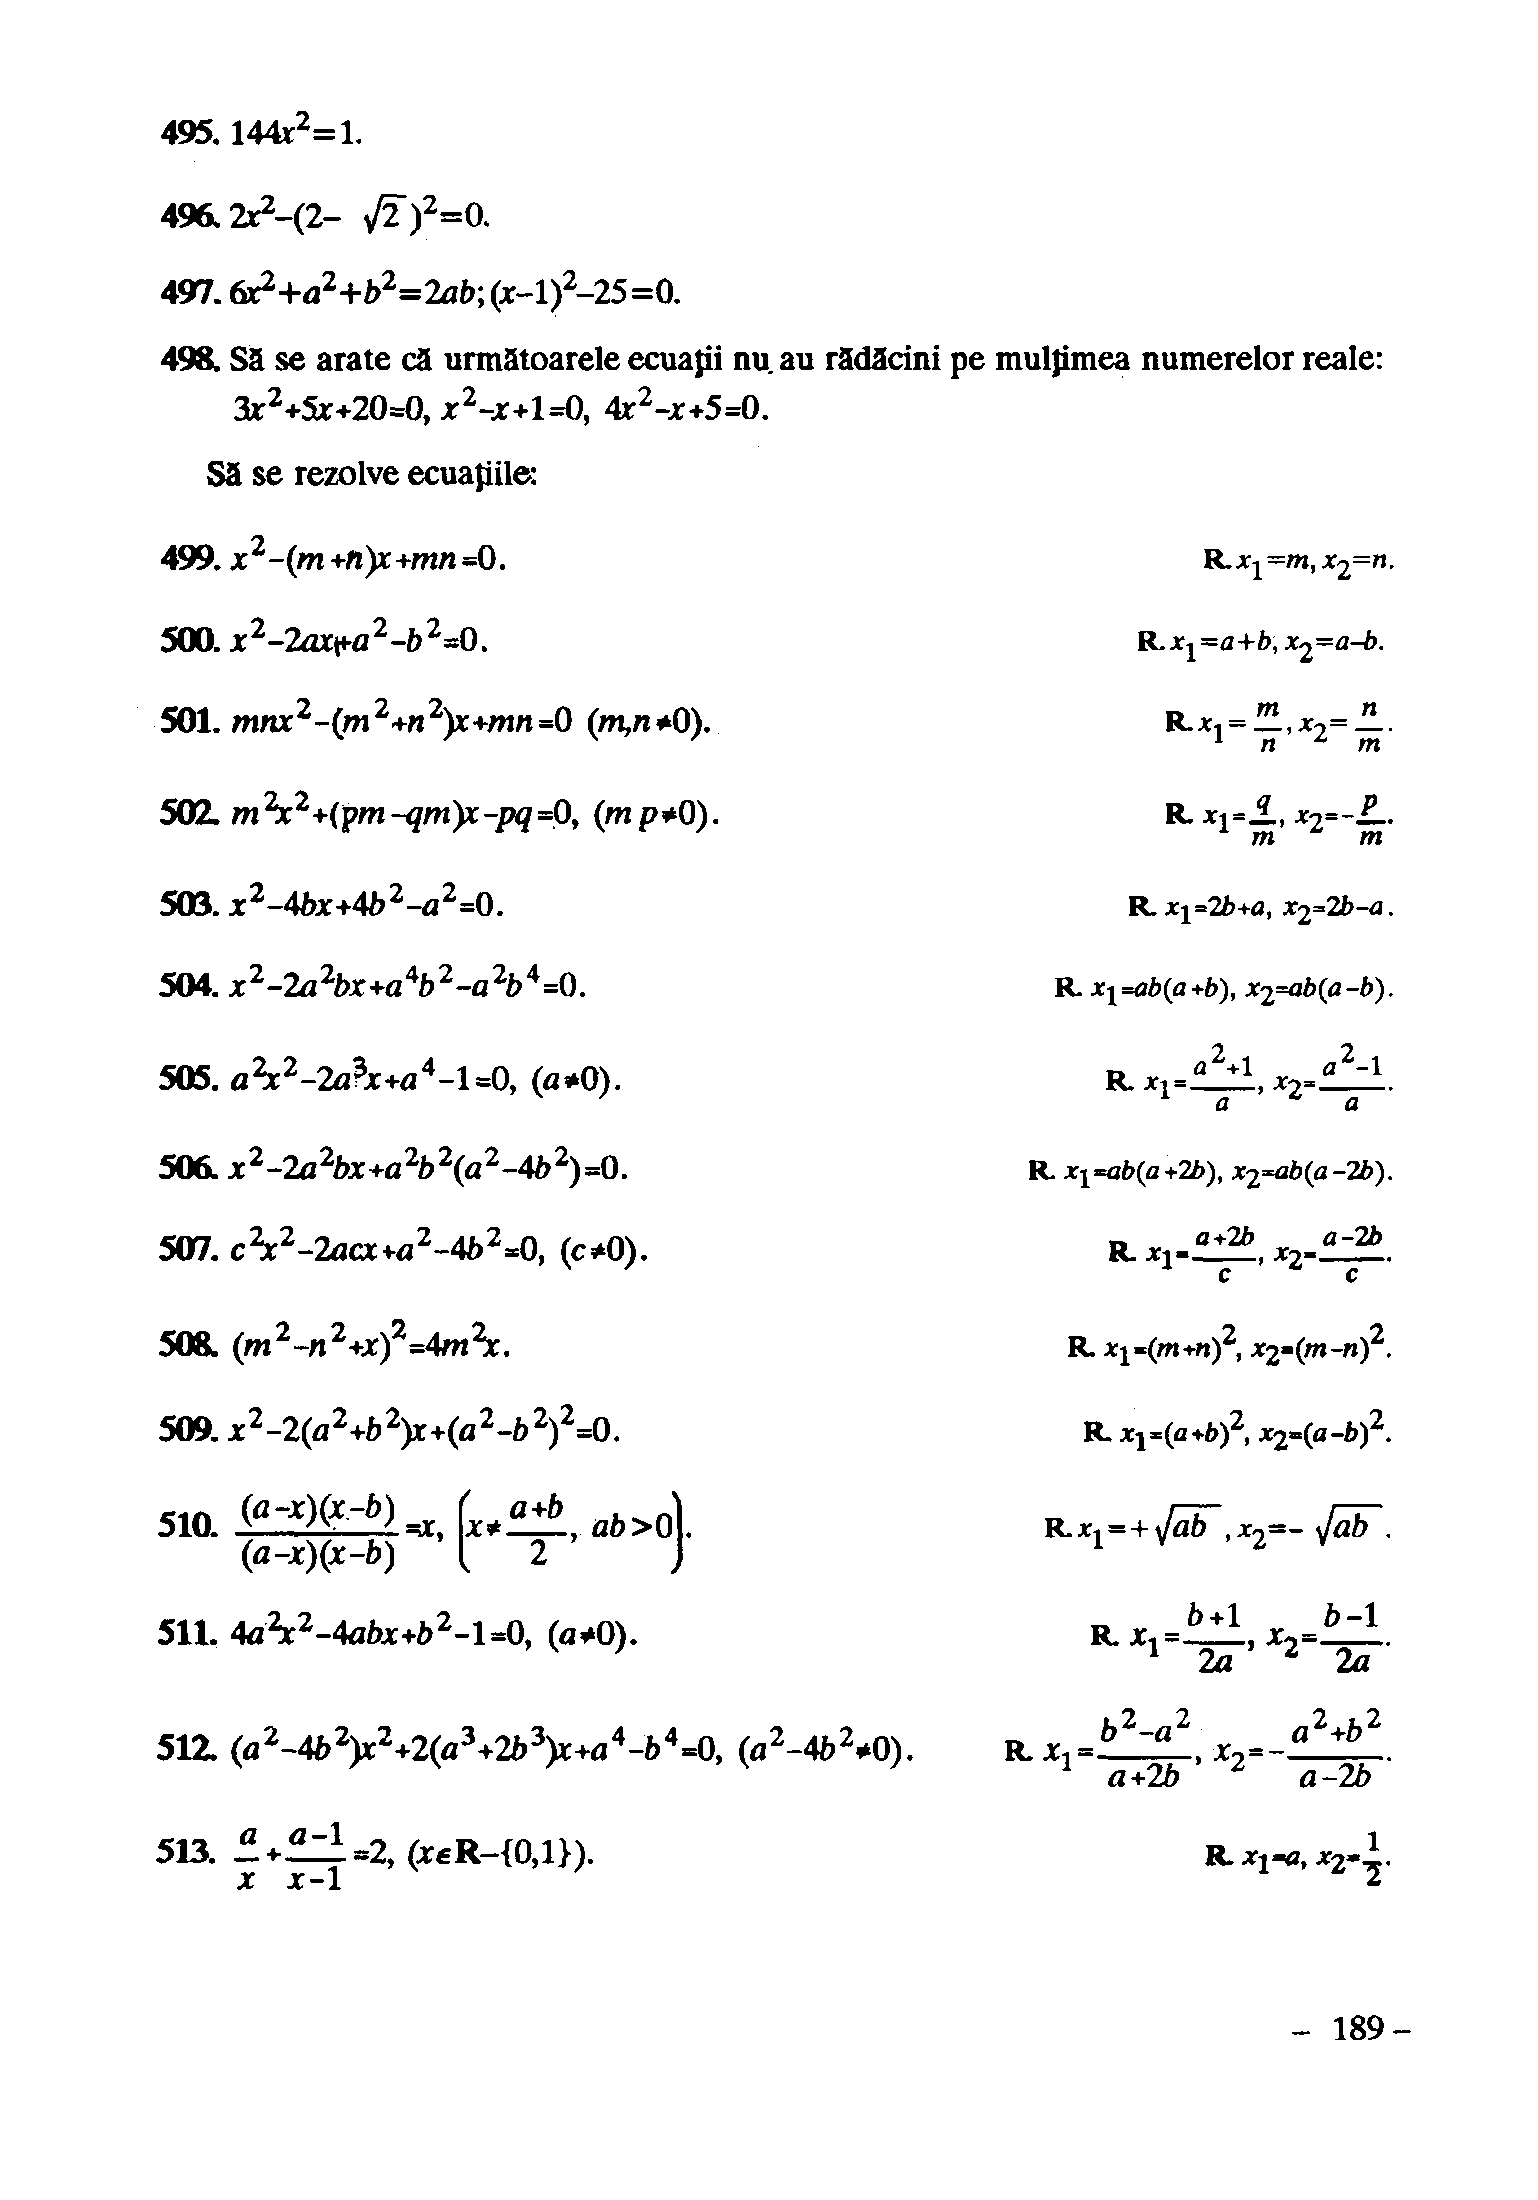 495. 144x²=1.
496. 2x²-(2- √2)²=0.
497. 6x²+a²+b²=2ab; (x-1)²-25=0.
498. Să se arate că următoarele ecuații nu au rădăcini pe mulțimea numerelor reale:
3x²+5x+20=0, x²-x+1=0, 4x²-x+5=0.
Să se rezolve ecuațiile:
499. x²-(m+n)x+mn=0. R. x₁=m, x₂=n.
500. x²-2ax+a²-b²=0. R. x₁=a+b, x₂=a-b.
501. mnx²-(m²+n²)x+mn=0 (m,n≠0). R. x₁=m/n, x₂=n/m.
502. m²x²+(pm-qm)x-pq=0, (m p≠0). R. x₁=q/m, x₂=-p/m.
503. x²-4bx+4b²-a²=0. R. x₁=2b+a, x₂=2b-a.
504. x²-2a²bx+a⁴b²-a²b⁴=0. R. x₁=ab(a+b), x₂=ab(a-b).
505. a²x²-2a³x+a⁴-1=0, (a≠0). R. x₁=(a²+1)/a, x₂=(a²-1)/a.
506. x²-2a²bx+a²b²(a²-4b²)=0. R. x₁=ab(a+2b), x₂=ab(a-2b).
507. c²x²-2acx+a²-4b²=0, (c≠0). R. x₁=(a+2b)/c, x₂=(a-2b)/c.
508. (m²-n²+x)²=4m²x. R. x₁=(m+n)², x₂=(m-n)².
509. x²-2(a²+b²)x+(a²-b²)²=0. R. x₁=(a+b)², x₂=(a-b)².
510. (a-x)(x-b)/(a-x)(x-b)=x, (x≠(a+b)/2, ab>0). R. x₁=+√ab, x₂=-√ab.
511. 4a²x²-4abx+b²-1=0, (a≠0). R. x₁=(b+1)/2a, x₂=(b-1)/2a.
512. (a²-4b²)x²+2(a³+2b³)x+a⁴-b⁴=0, (a²-4b²≠0). R. x₁=(b²-a²)/(a+2b), x₂=-(a²+b²)/(a-2b).
513. a/x+(a-1)/(x-1)=2, (x∈R-{0,1}). R. x₁=a, x₂=1/2.
- 189 -